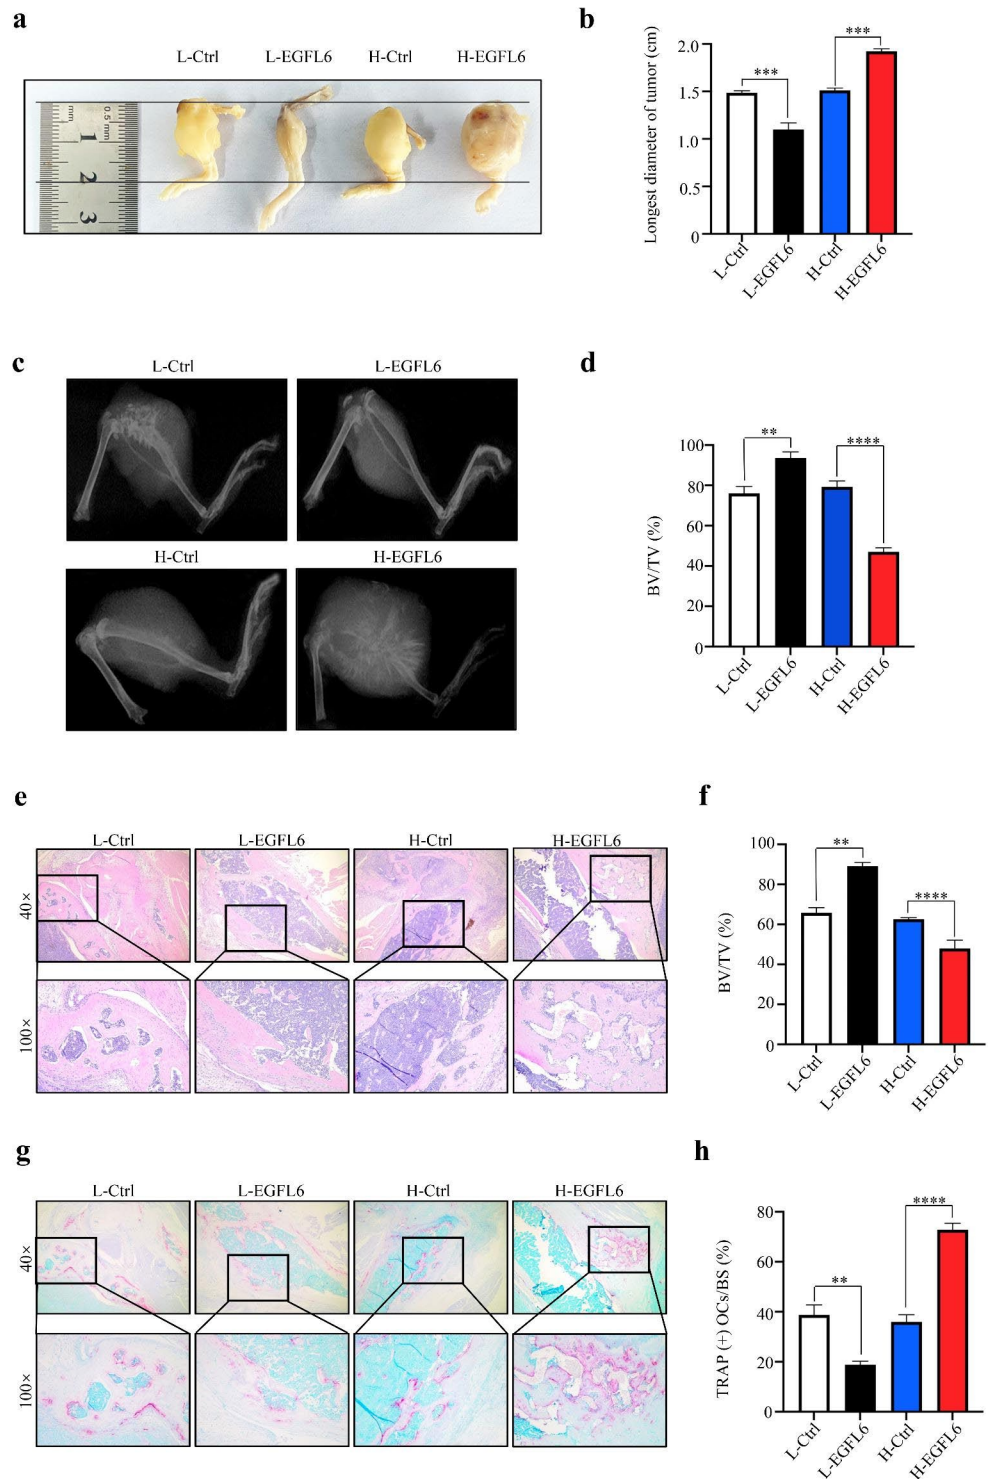 a
L-Ctrl L-EGFL6 H-Ctrl H-EGFL6
0.5 mm
1
2
3
b
Longest diameter of tumor (cm)
2.0
1.5
1.0
0.5
0
***
***
L-Ctrl
L-EGFL6
H-Ctrl
H-EGFL6
c
L-Ctrl L-EGFL6
H-Ctrl H-EGFL6
d
BV/TV (%)
100
80
60
40
20
0
**
****
L-Ctrl
L-EGFL6
H-Ctrl
H-EGFL6
e
L-Ctrl L-EGFL6 H-Ctrl H-EGFL6
40×
100×
f
BV/TV (%)
100
80
60
40
20
0
**
****
L-Ctrl
L-EGFL6
H-Ctrl
H-EGFL6
g
L-Ctrl L-EGFL6 H-Ctrl H-EGFL6
40×
100×
h
TRAP (+) OCs/BS (%)
80
60
40
20
0
**
****
L-Ctrl
L-EGFL6
H-Ctrl
H-EGFL6